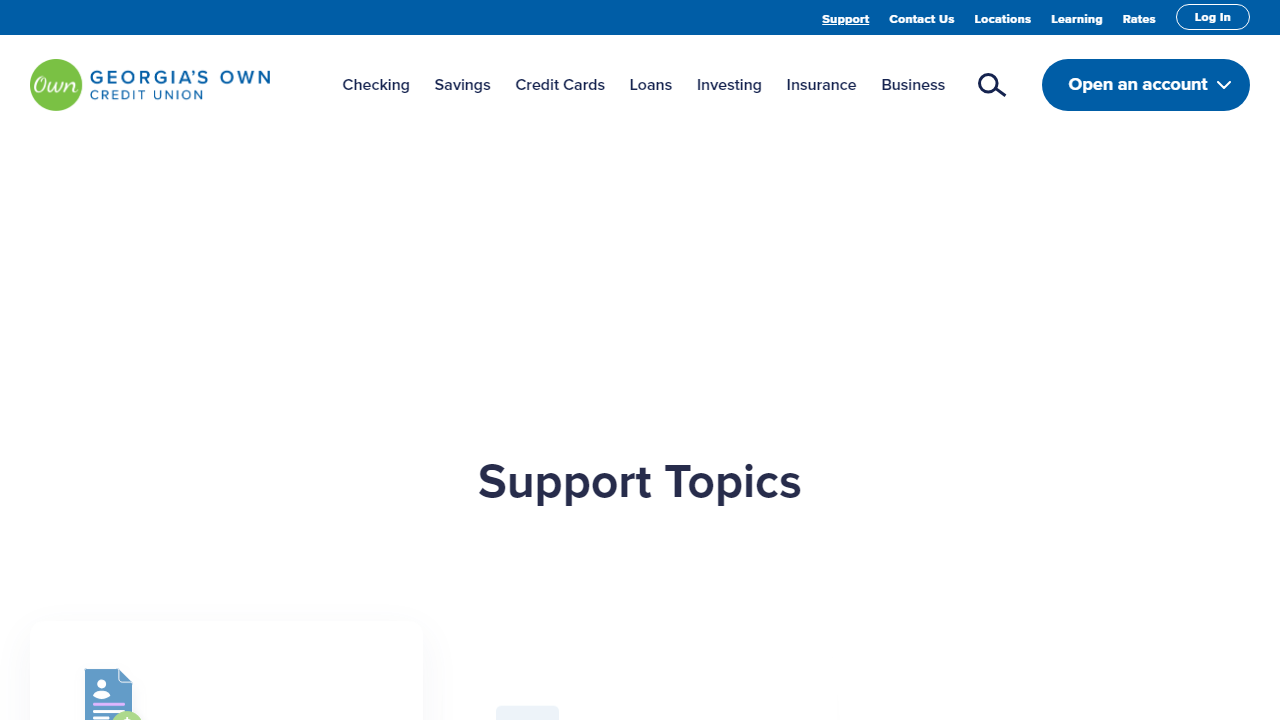 Support Contact Us Locations Learning Rates Log In
Own GEORGIA'S OWN
CREDIT UNION
Checking Savings Credit Cards Loans Investing Insurance Business Open an account
Support Topics